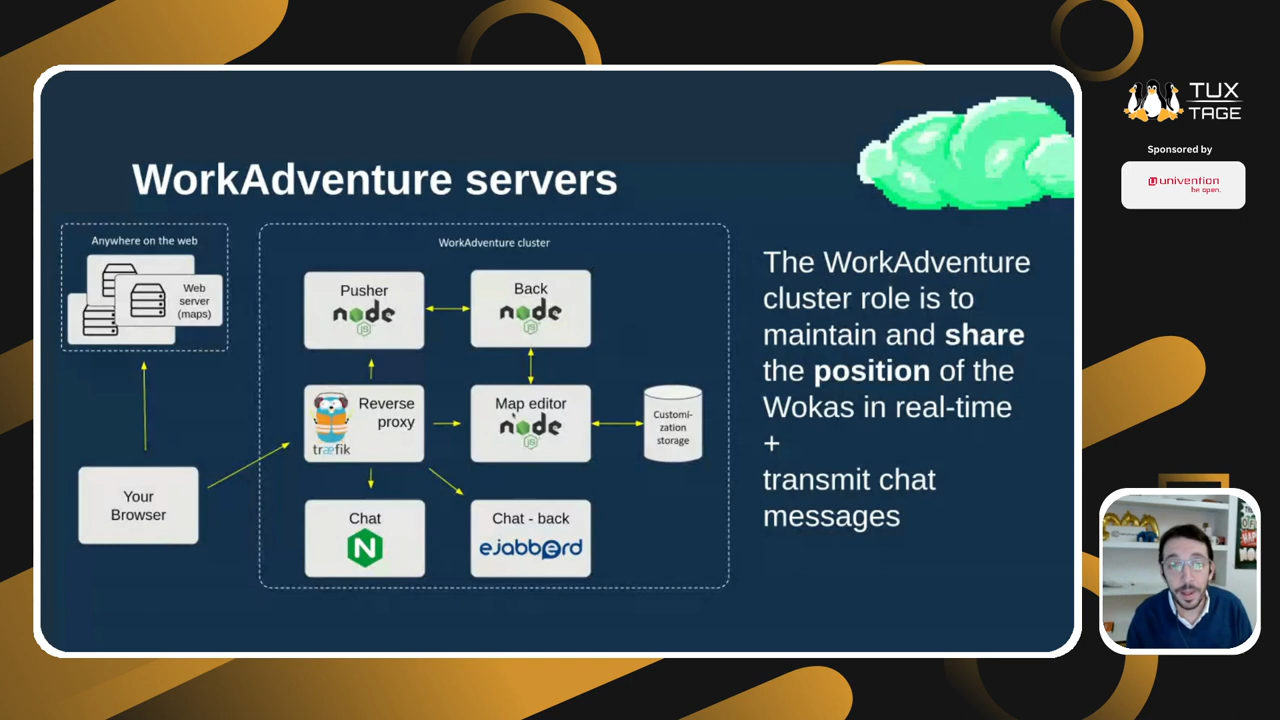 WorkAdventure servers
Anywhere on the web
Web
server
(maps)
Your
Browser
WorkAdventure cluster
Pusher
node
JS
Back
node
JS
Reverse
proxy
træfik
Map editor
node
JS
Customi-
zation
storage
Chat
N
Chat - back
ejabberd
The WorkAdventure
cluster role is to
maintain and share
the position of the
Wokas in real-time
+
transmit chat
messages
TUX
TAGE
Sponsored by
univention
be open.